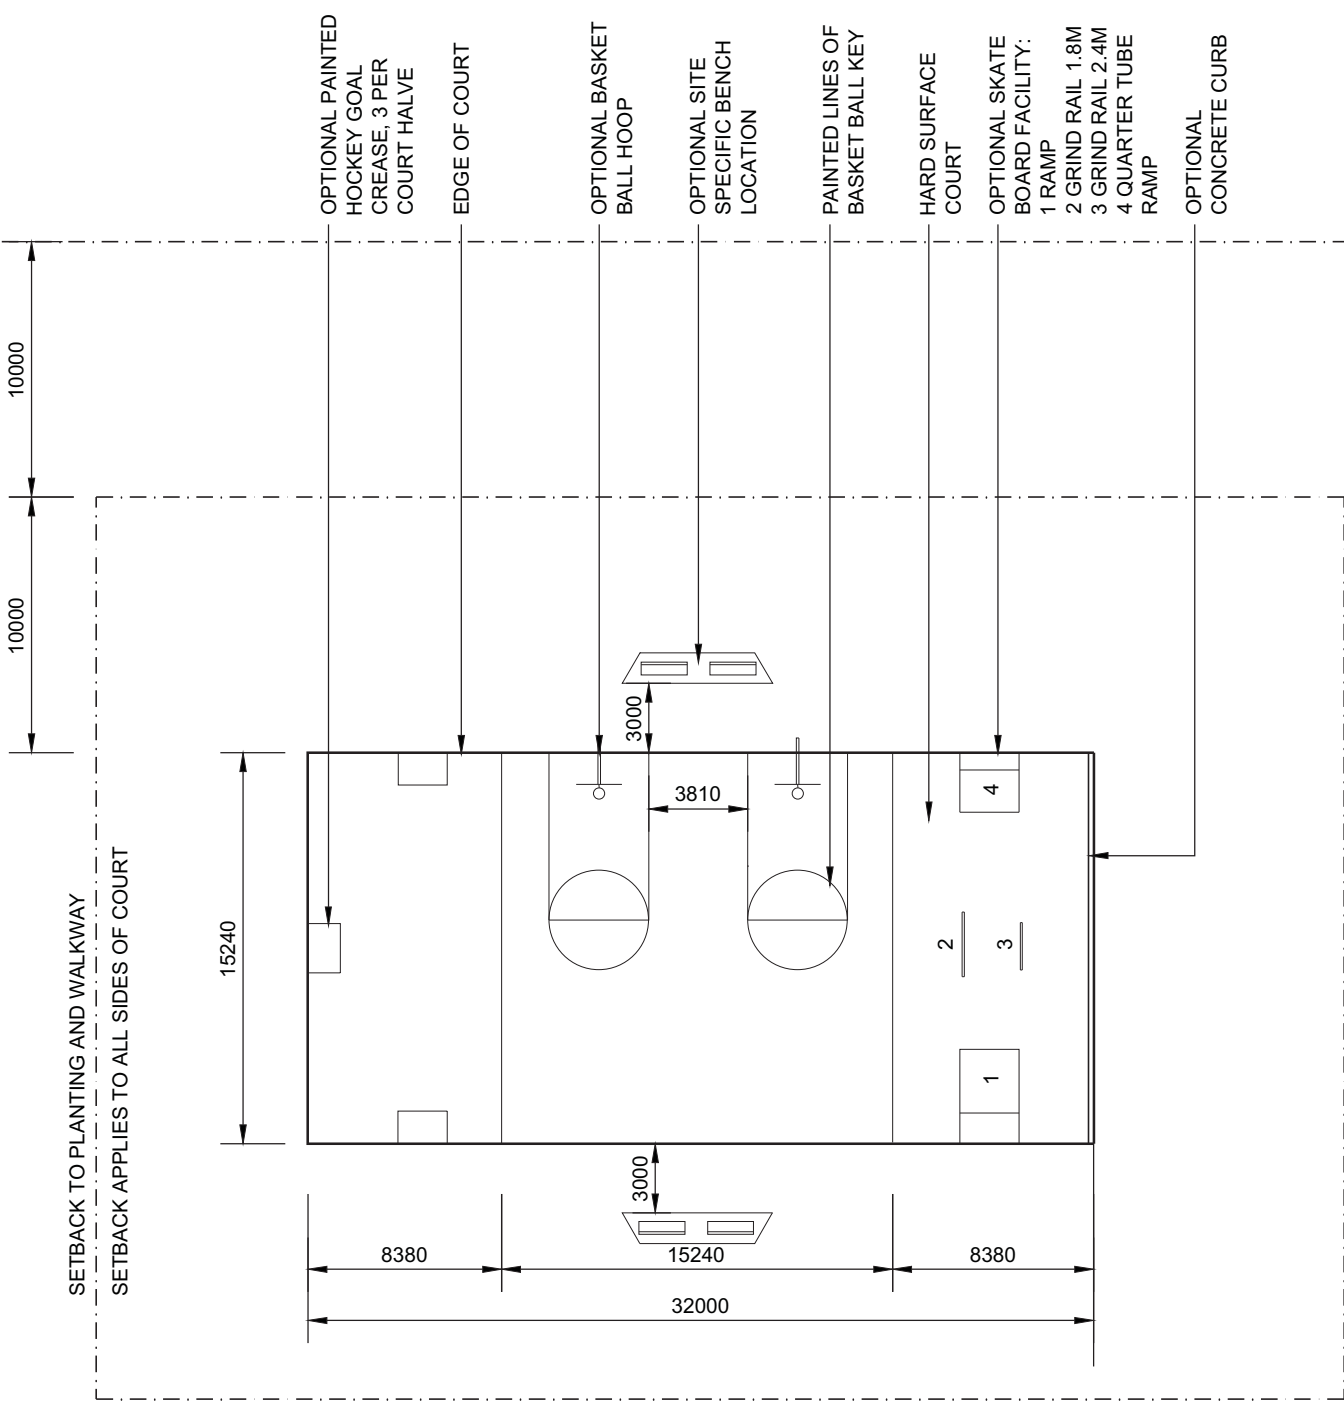 OPTIONAL PAINTED
HOCKEY GOAL
CREASE, 3 PER
COURT HALVE
EDGE OF COURT
OPTIONAL BASKET
BALL HOOP
OPTIONAL SITE
SPECIFIC BENCH
LOCATION
PAINTED LINES OF
BASKET BALL KEY
HARD SURFACE
COURT
OPTIONAL SKATE
BOARD FACILITY:
1 RAMP
2 GRIND RAIL 1.8M
3 GRIND RAIL 2.4M
4 QUARTER TUBE
RAMP
OPTIONAL
CONCRETE CURB
10000
10000
3000
3810
4
15240
2
3
1
SETBACK TO PLANTING AND WALKWAY
SETBACK APPLIES TO ALL SIDES OF COURT
3000
8380
15240
8380
32000